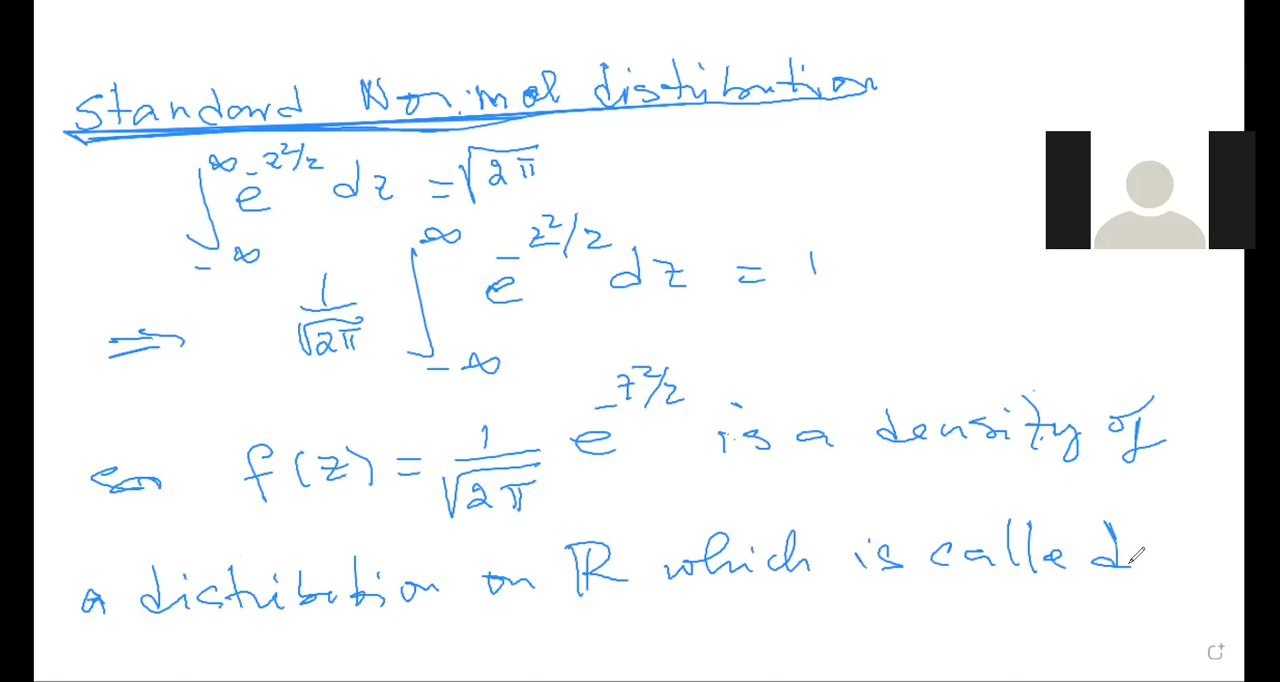 Standard Normal distribution
∫_{-∞}^{∞} e^{-z²/2} dz = √2π
⇒ 1/√2π ∫_{-∞}^{∞} e^{-z²/2} dz = 1
f(z) = 1/√2π e^{-z²/2} is a density of
a distribution on ℝ which is called